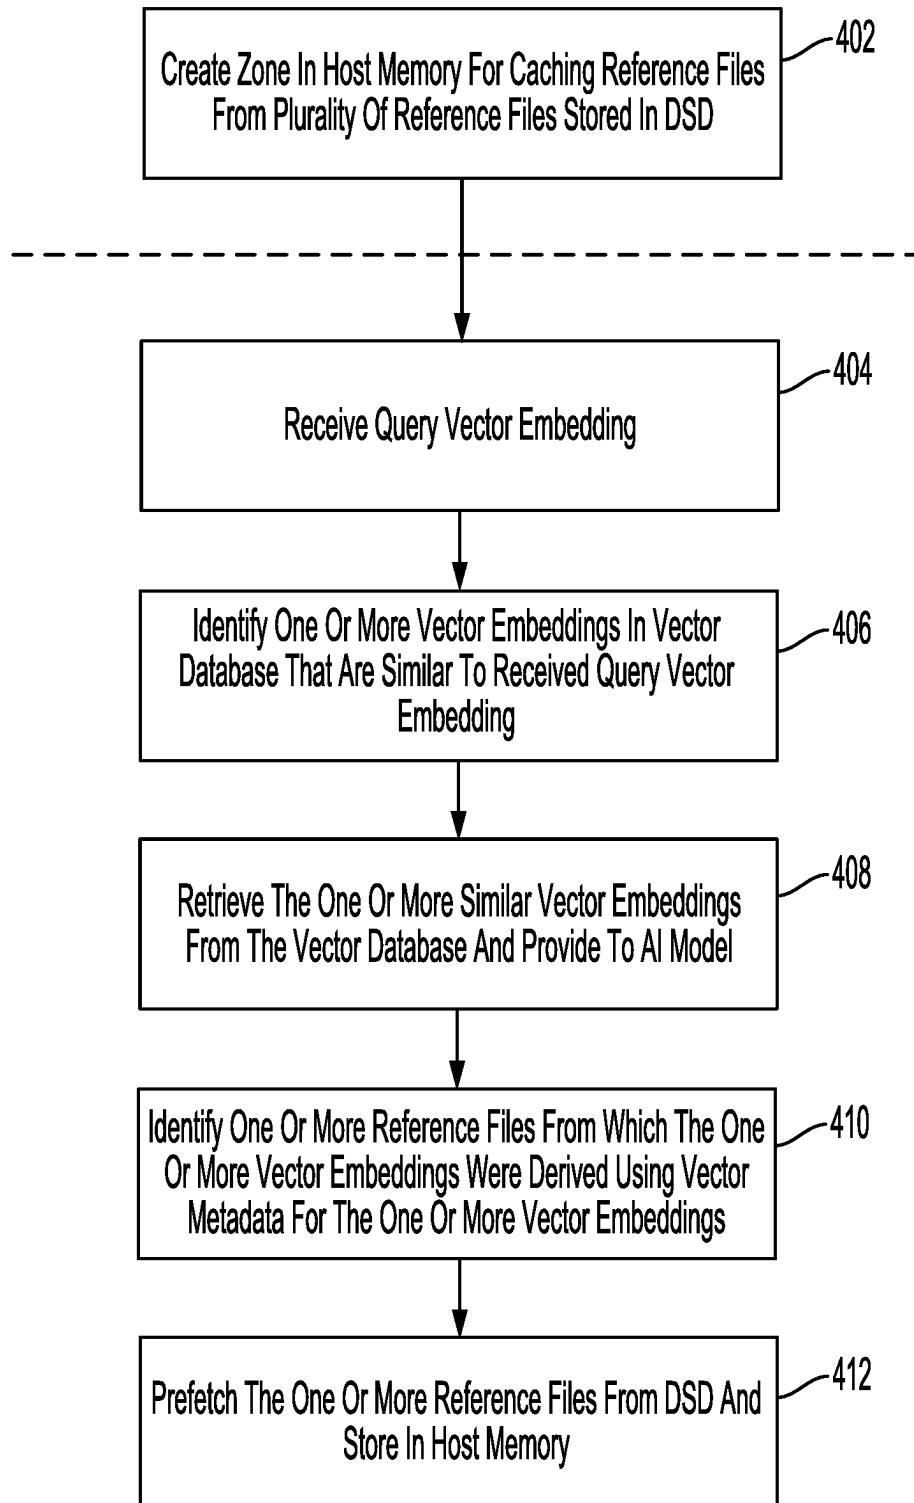 402
Create Zone In Host Memory For Caching Reference Files
From Plurality Of Reference Files Stored In DSD
404
Receive Query Vector Embedding
406
Identify One Or More Vector Embeddings In Vector
Database That Are Similar To Received Query Vector
Embedding
408
Retrieve The One Or More Similar Vector Embeddings
From The Vector Database And Provide To AI Model
410
Identify One Or More Reference Files From Which The One
Or More Vector Embeddings Were Derived Using Vector
Metadata For The One Or More Vector Embeddings
412
Prefetch The One Or More Reference Files From DSD And
Store In Host Memory